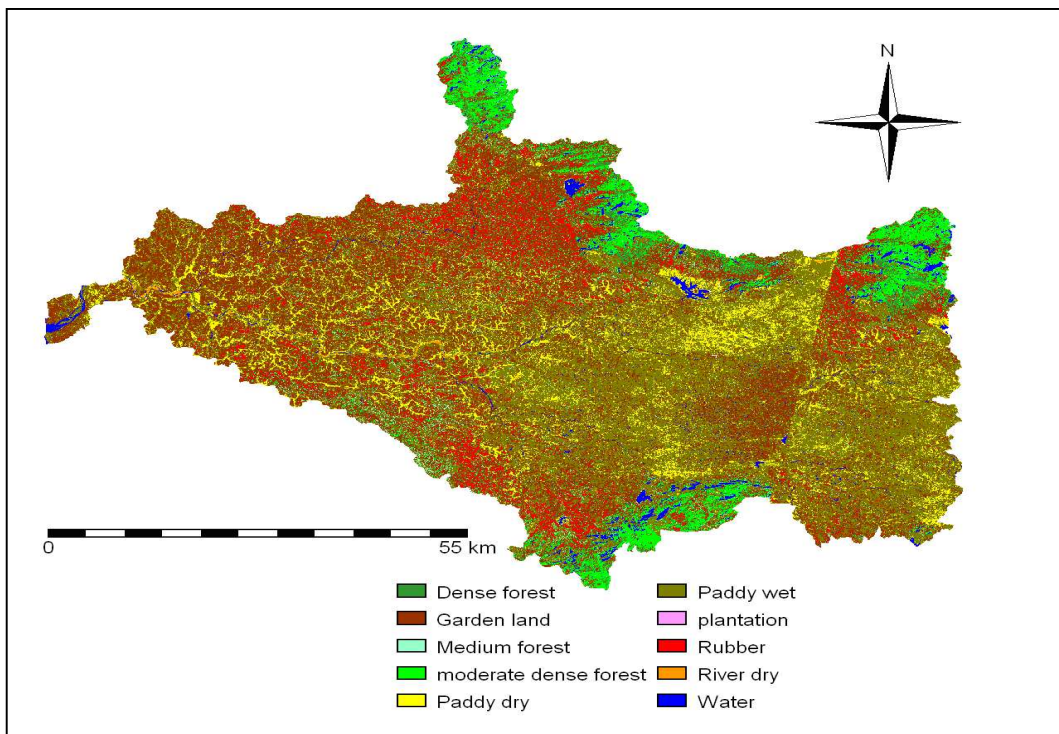 N
0 55 km
Dense forest
Garden land
Medium forest
moderate dense forest
Paddy dry
Paddy wet
plantation
Rubber
River dry
Water